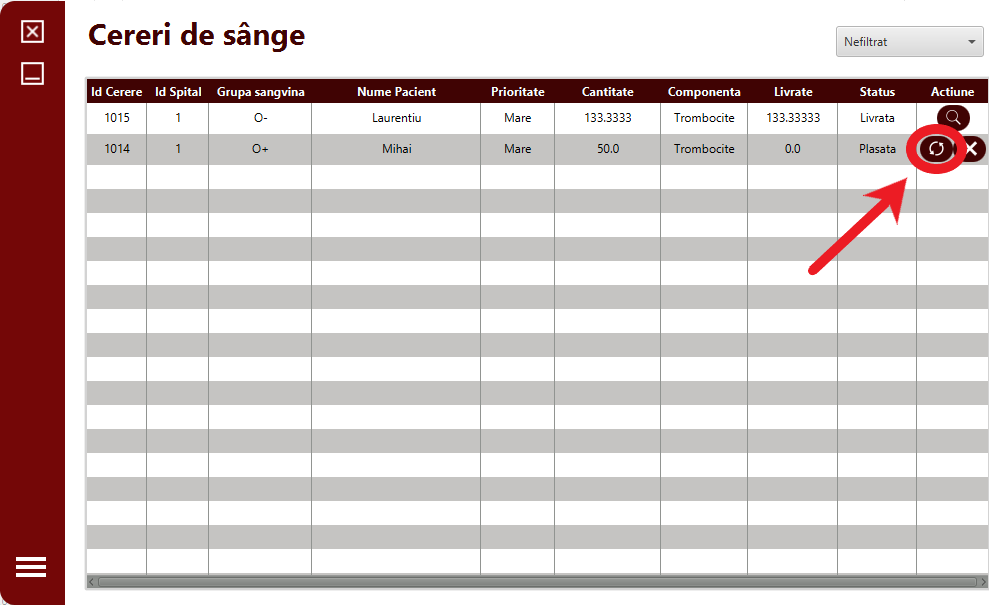 Cereri de sânge
Nefiltrat
Id Cerere Id Spital Grupa sangvina Nume Pacient Prioritate Cantitate Componenta Livrate Status Actiune
1015 1 O- Laurentiu Mare 133.3333 Trombocite 133.33333 Livrata
1014 1 O+ Mihai Mare 50.0 Trombocite 0.0 Plasata